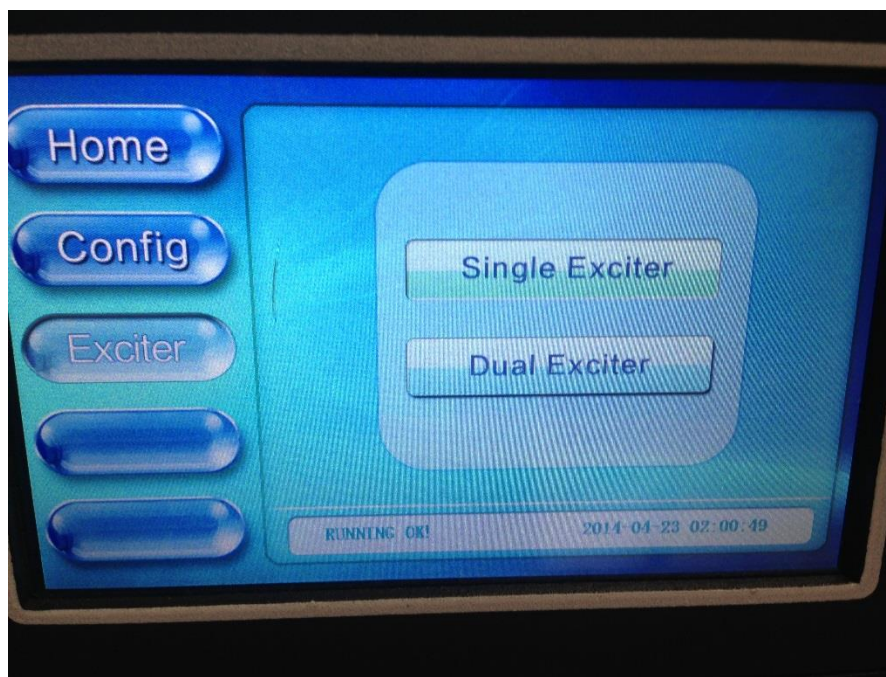 Home
Config
Exciter
Single Exciter
Dual Exciter
RUNNING OK! 2014-04-23 02:00:49